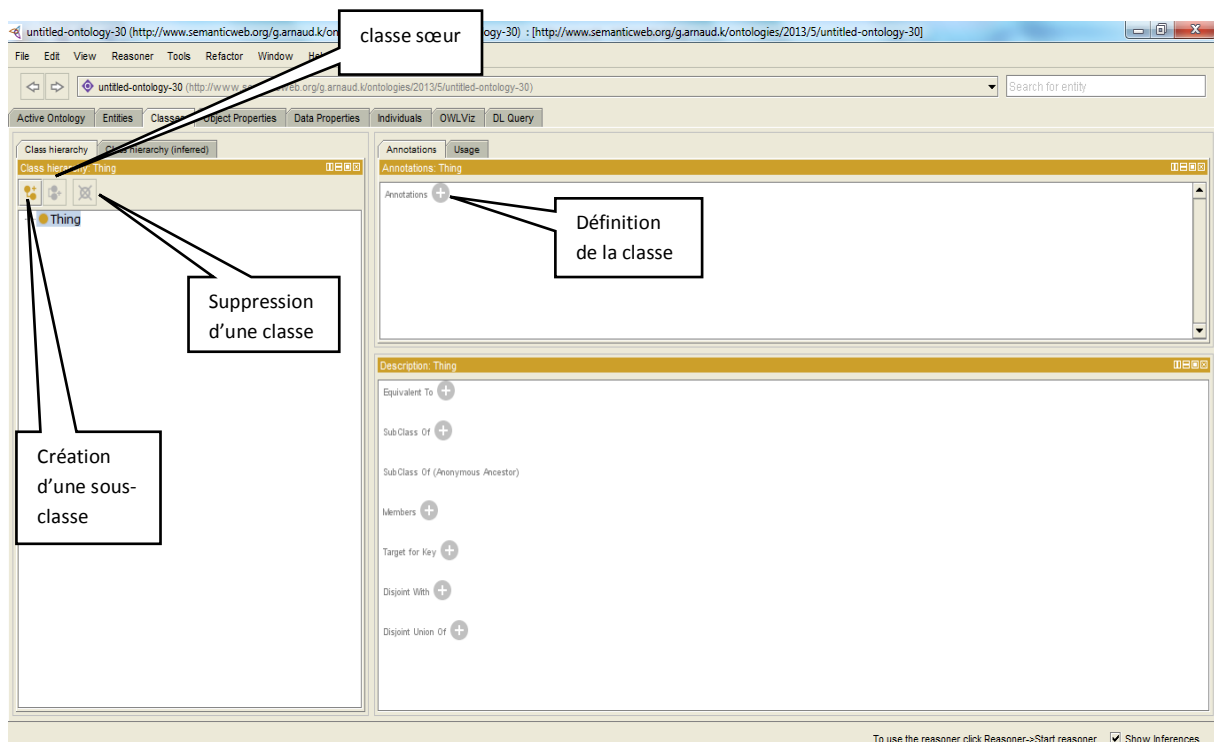 untitled-ontology-30 (http://www.semanticweb.org/g.arnaud.k/on
ogy-30) : [http://www.semanticweb.org/g.arnaud.k/ontologies/2013/5/untitled-ontology-30]
classe sœur
File Edit View Reasoner Tools Refactor Window
untitled-ontology-30 (http://www.semanticweb.org/g.arnaud.k/ontologies/2013/5/untitled-ontology-30)
Search for entity
Active Ontology Entities Classes Object Properties Data Properties Individuals OWLViz DL Query
Class hierarchy Class hierarchy (inferred)
Class hierarchy: Thing
Thing
Suppression
d’une classe
Création
d’une sous-
classe
Annotations Usage
Annotations: Thing
Annotations
Définition
de la classe
Description: Thing
Equivalent To
SubClass Of
SubClass Of (Anonymous Ancestor)
Members
Target for Key
Disjoint With
Disjoint Union Of
To use the reasoner click Reasoner->Start reasoner Show Inferences